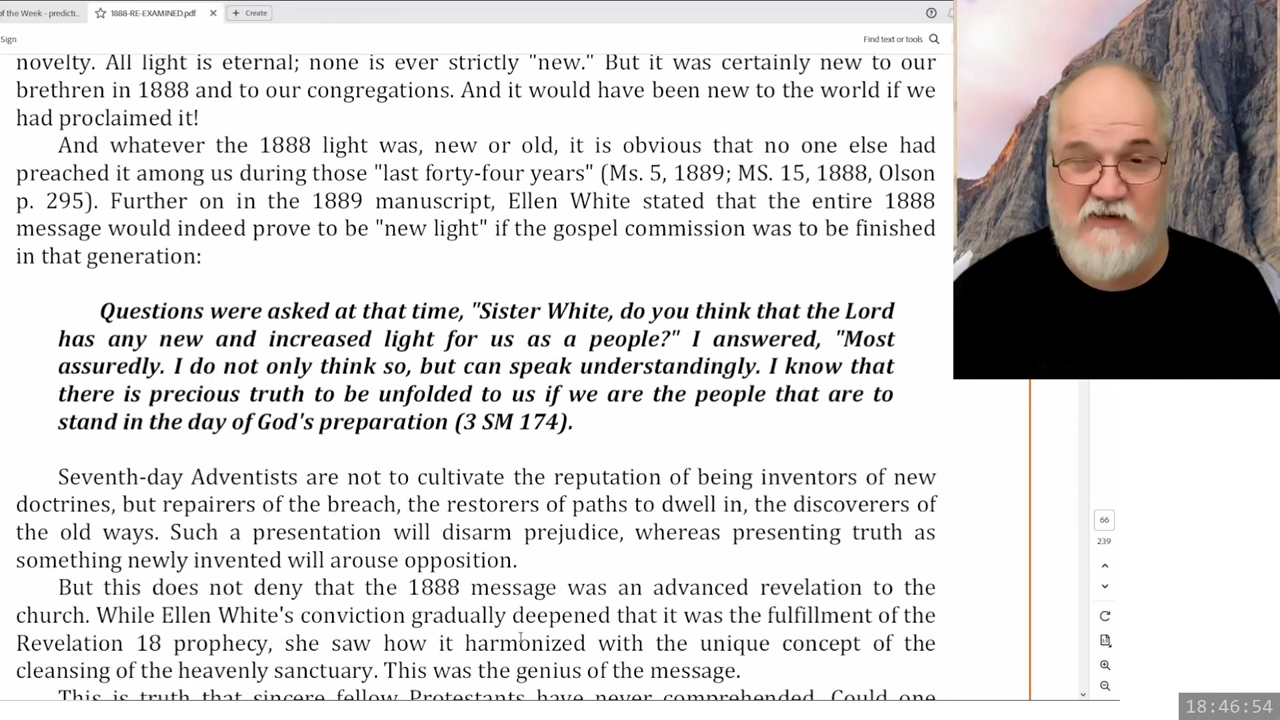 of the Week - predicti...
1888-RE-EXAMINED.pdf
Create
Sign
Find text or tools
novelty. All light is eternal; none is ever strictly "new." But it was certainly new to our
brethren in 1888 and to our congregations. And it would have been new to the world if we
had proclaimed it!
And whatever the 1888 light was, new or old, it is obvious that no one else had
preached it among us during those "last forty-four years" (Ms. 5, 1889; MS. 15, 1888, Olson
p. 295). Further on in the 1889 manuscript, Ellen White stated that the entire 1888
message would indeed prove to be "new light" if the gospel commission was to be finished
in that generation:
Questions were asked at that time, "Sister White, do you think that the Lord
has any new and increased light for us as a people?" I answered, "Most
assuredly. I do not only think so, but can speak understandingly. I know that
there is precious truth to be unfolded to us if we are the people that are to
stand in the day of God's preparation (3 SM 174).
Seventh-day Adventists are not to cultivate the reputation of being inventors of new
doctrines, but repairers of the breach, the restorers of paths to dwell in, the discoverers of
the old ways. Such a presentation will disarm prejudice, whereas presenting truth as
something newly invented will arouse opposition.
But this does not deny that the 1888 message was an advanced revelation to the
church. While Ellen White's conviction gradually deepened that it was the fulfillment of the
Revelation 18 prophecy, she saw how it harmonized with the unique concept of the
cleansing of the heavenly sanctuary. This was the genius of the message.
This is truth that sincere fellow Protestants have never comprehended. Could one
66
239
18:46:54